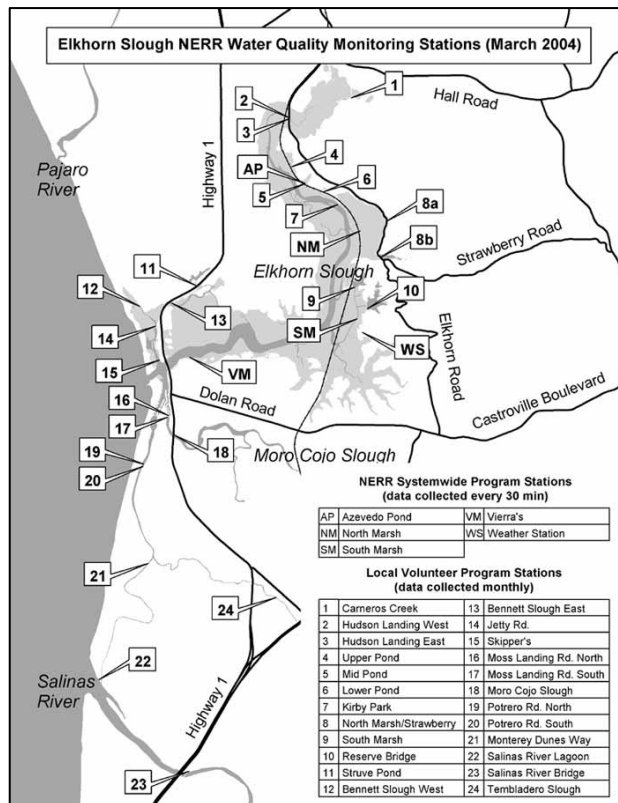 Elkhorn Slough NERR Water Quality Monitoring Stations (March 2004)
1
Hall Road
2
3
4
Highway 1
Pajaro
River
AP
5
6
7
8a
8b
NM
Strawberry Road
11
Elkhorn Slough
12
13
9
10
14
SM
Elkhorn Road
15
VM
WS
16
Dolan Road
Castroville Boulevard
17
18
Moro Cojo Slough
19
20
21
24
22
Salinas
River
Highway 1
23
NERR Systemwide Program Stations
(data collected every 30 min)
AP Azevedo Pond VM Vierra's
NM North Marsh WS Weather Station
SM South Marsh
Local Volunteer Program Stations
(data collected monthly)
1 Carneros Creek 13 Bennett Slough East
2 Hudson Landing West 14 Jetty Rd.
3 Hudson Landing East 15 Skipper's
4 Upper Pond 16 Moss Landing Rd. North
5 Mid Pond 17 Moss Landing Rd. South
6 Lower Pond 18 Moro Cojo Slough
7 Kirby Park 19 Potrero Rd. North
8 North Marsh/Strawberry 20 Potrero Rd. South
9 South Marsh 21 Monterey Dunes Way
10 Reserve Bridge 22 Salinas River Lagoon
11 Struve Pond 23 Salinas River Bridge
12 Bennett Slough West 24 Tembladero Slough